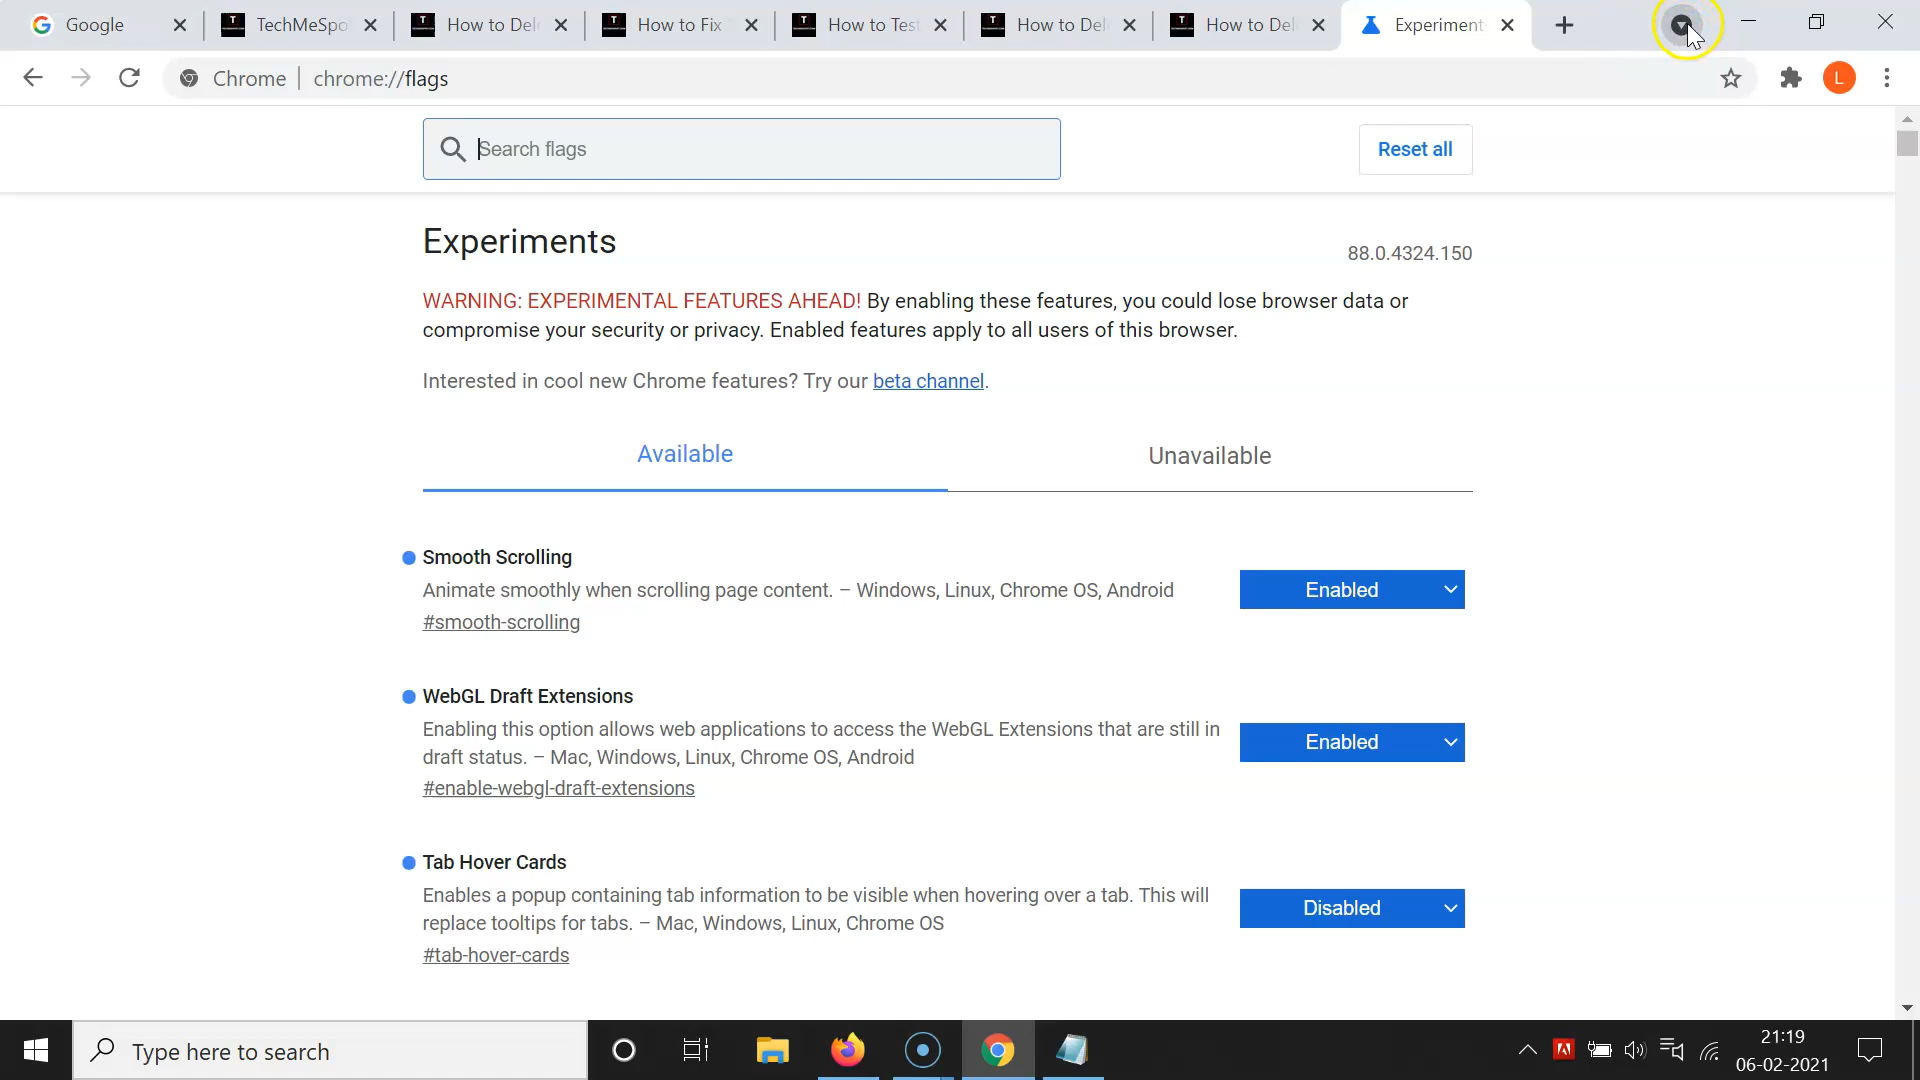 Google
TechMeSpo
How to Del
How to Fix
How to Test
How to Del
How to Del
Experiment
Chrome
chrome://flags
L
Search flags
Reset all
Experiments
88.0.4324.150
WARNING: EXPERIMENTAL FEATURES AHEAD! By enabling these features, you could lose browser data or
compromise your security or privacy. Enabled features apply to all users of this browser.
Interested in cool new Chrome features? Try our beta channel.
Available
Unavailable
Smooth Scrolling
Animate smoothly when scrolling page content. – Windows, Linux, Chrome OS, Android
#smooth-scrolling
Enabled
WebGL Draft Extensions
Enabling this option allows web applications to access the WebGL Extensions that are still in
draft status. – Mac, Windows, Linux, Chrome OS, Android
#enable-webgl-draft-extensions
Enabled
Tab Hover Cards
Enables a popup containing tab information to be visible when hovering over a tab. This will
replace tooltips for tabs. – Mac, Windows, Linux, Chrome OS
#tab-hover-cards
Disabled
Type here to search
21:19
06-02-2021